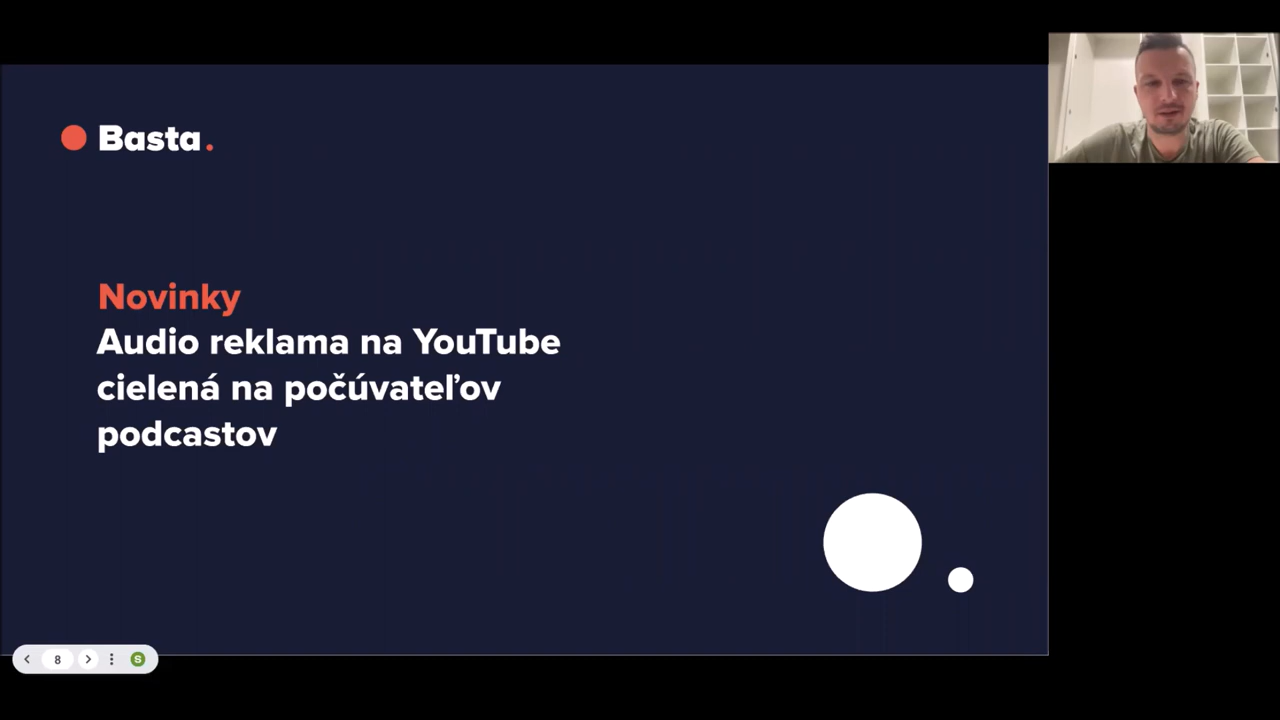 Basta.
Novinky
Audio reklama na YouTube
cielená na počúvateľov
podcastov
8
S